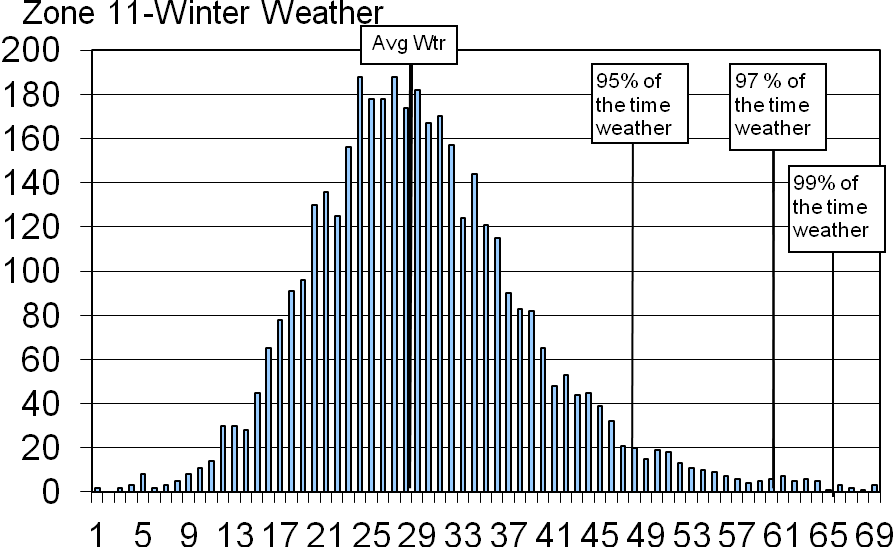 Zone 11-Winter Weather
Avg Wtr
95% of
the time
weather
97 % of
the time
weather
99% of
the time
weather
200
180
160
140
120
100
80
60
40
20
0
1 5 9 13 17 21 25 29 33 37 41 45 49 53 57 61 65 69